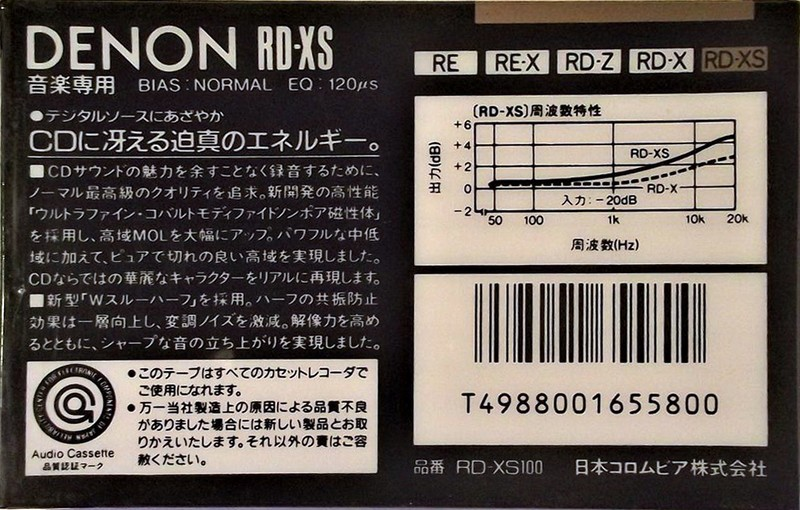 DENON RD-XS
音楽専用 BIAS:NORMAL EQ:120μs
●デジタルソースにあざやか
CDに冴える迫真のエネルギー。
■CDサウンドの魅力を余すことなく録音するために、
ノーマル最高級のクオリティを追求。新開発の高性能
「ウルトラファイン・コバルトモディファイドノンポア磁性体」
を採用し、高域MOLを大幅にアップ。パワフルな中低
域に加えて、ピュアで切れの良い高域を実現しました。
CDならではの華麗なキャラクターをリアルに再現します。
■新型「Wスルーハーフ」を採用。ハーフの共振防止
効果は一層向上し、変調ノイズを激減。解像力を高め
るとともに、シャープな音の立ち上がりを実現しました。
RELIABILITY CENTER FOR ELECTRONIC COMPONENTS OF JAPAN
Audio Cassette
品質認証マーク
●このテープはすべてのカセットレコーダで
ご使用になれます。
●万一当社製造上の原因による品質不良
がありました場合には新しい製品とお取
りかえいたします。それ以外の責はご容
赦ください。
RE RE-X RD-Z RD-X RD-XS
〔RD-XS〕周波数特性
出力(dB)
+6
+4
+2
0
-2
RD-XS
RD-X
入力:-20dB
50 100 1k 10k 20k
周波数(Hz)
T4988001655800
品番 RD-XS100 日本コロムビア株式会社